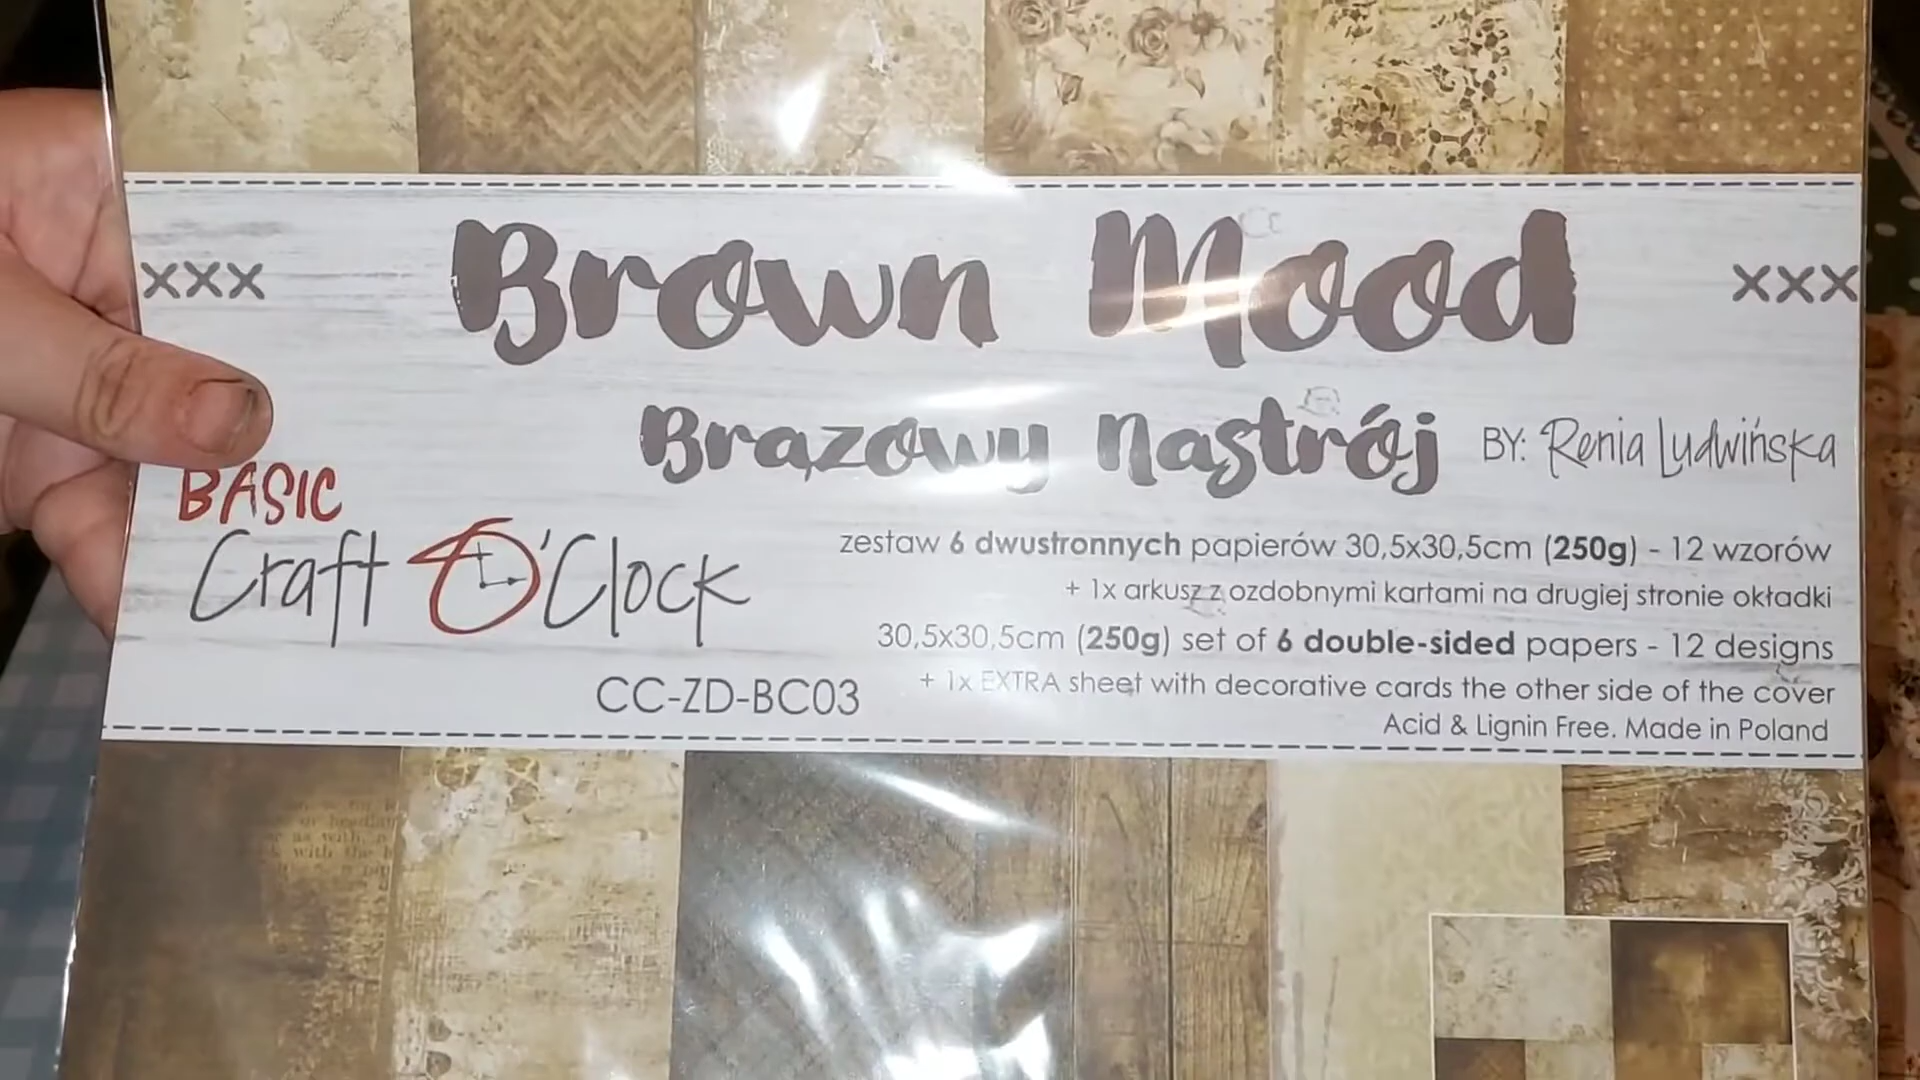 xxx Brown Mood xxx
Brązowy Nastrój BY: Renia Ludwińska
BASIC
Craft O'Clock
zestaw 6 dwustronnych papierów 30,5x30,5cm (250g) - 12 wzorów
+ 1x arkusz z ozdobnymi kartami na drugiej stronie okładki
30,5x30,5cm (250g) set of 6 double-sided papers - 12 designs
+ 1x EXTRA sheet with decorative cards the other side of the cover
CC-ZD-BC03
Acid & Lignin Free. Made in Poland